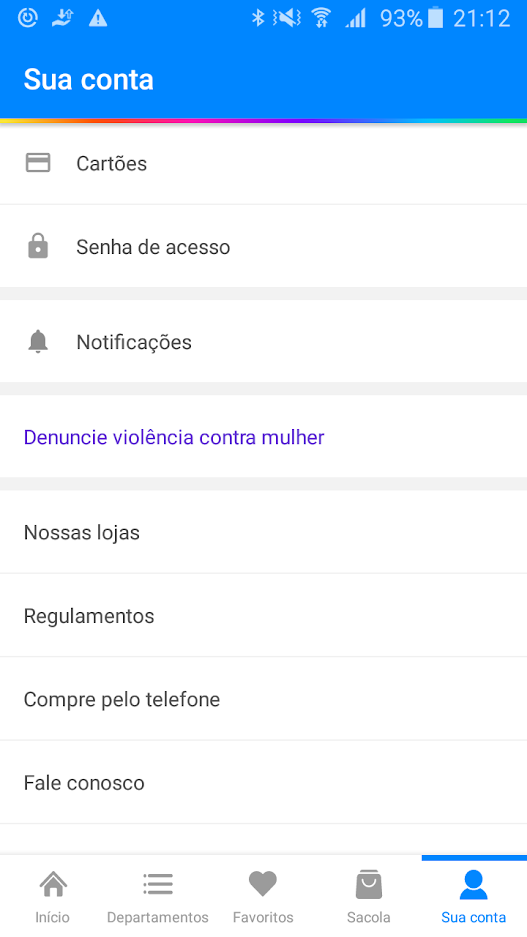 93% 21:12
Sua conta
Cartões
Senha de acesso
Notificações
Denuncie violência contra mulher
Nossas lojas
Regulamentos
Compre pelo telefone
Fale conosco
Início Departamentos Favoritos Sacola Sua conta